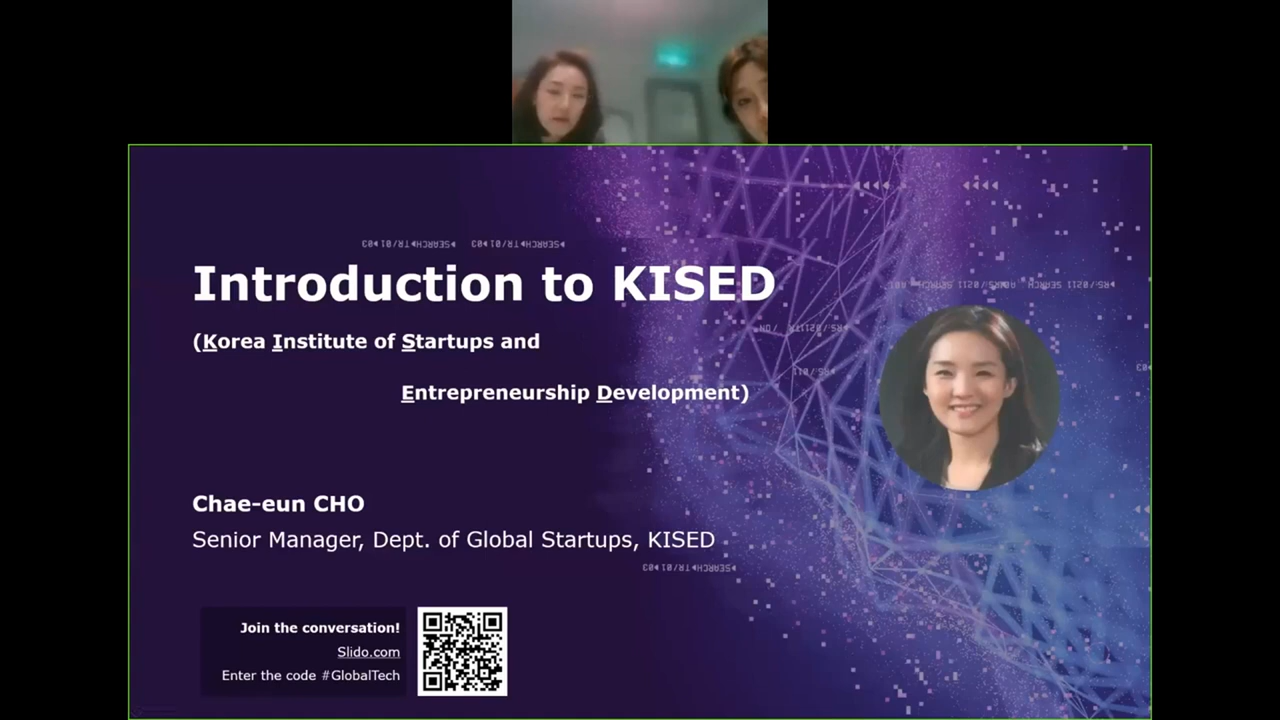 Introduction to KISED
(Korea Institute of Startups and
Entrepreneurship Development)
Chae-eun CHO
Senior Manager, Dept. of Global Startups, KISED
Join the conversation!
Slido.com
Enter the code #GlobalTech